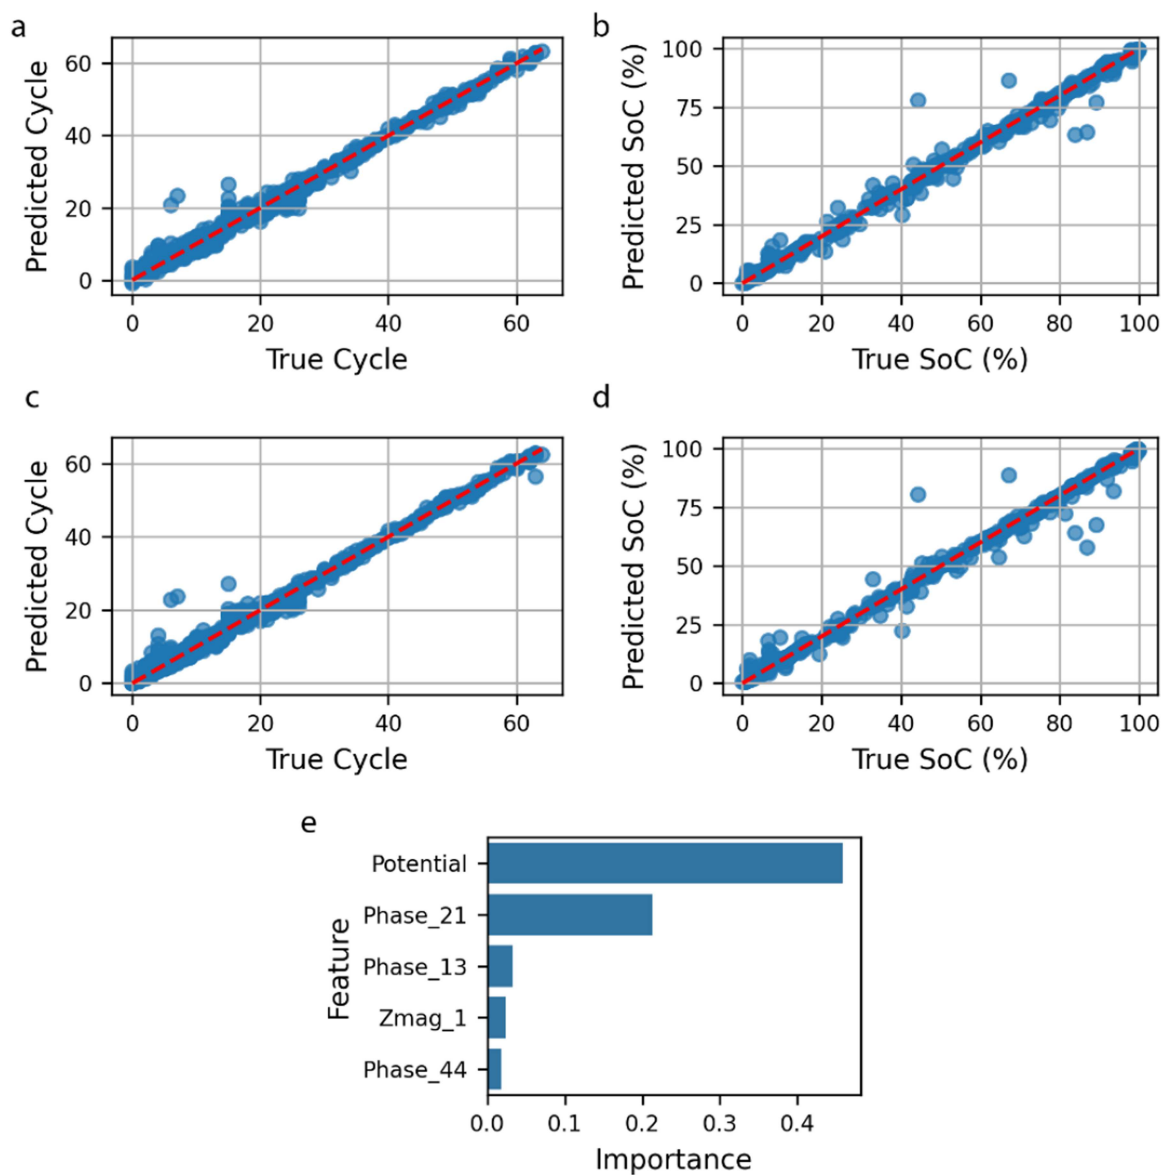 a
Predicted Cycle
60
40
20
0
0 20 40 60
True Cycle
b
Predicted SoC (%)
100
75
50
25
0
0 20 40 60 80 100
True SoC (%)
c
Predicted Cycle
60
40
20
0
0 20 40 60
True Cycle
d
Predicted SoC (%)
100
75
50
25
0
0 20 40 60 80 100
True SoC (%)
e
Feature
Potential
Phase_21
Phase_13
Zmag_1
Phase_44
0.0 0.1 0.2 0.3 0.4
Importance